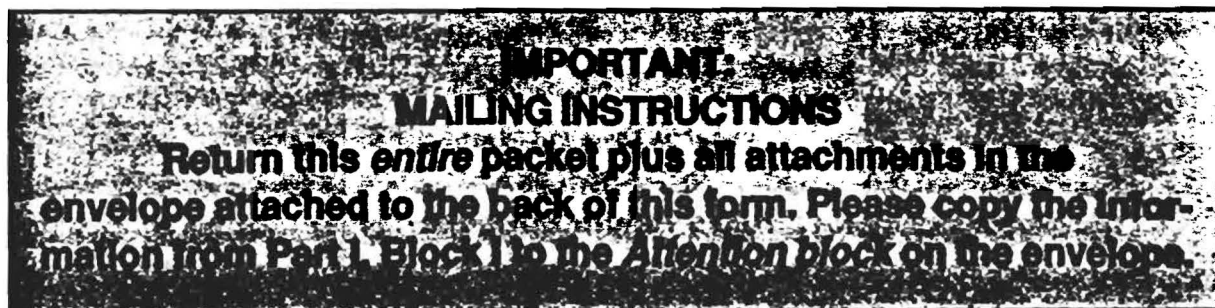 IMPORTANT:
MAILING INSTRUCTIONS
Return this entire packet plus all attachments in the
envelope attached to the back of this form. Please copy the infor-
mation from Part I, Block I to the Attention block on the envelope.